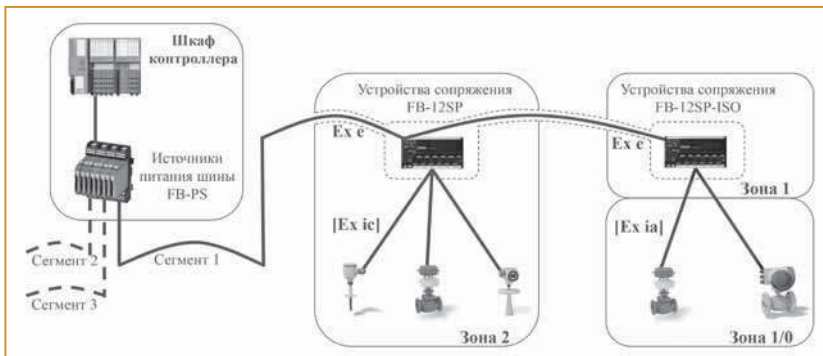 Шкаф
контроллера
Источники
питания шины
FB-PS
Сегмент 2
Сегмент 1
Сегмент 3
Устройства сопряжения
FB-12SP
Ex e
[Ex ic]
Зона 2
Устройства сопряжения
FB-12SP-ISO
Ex e
Зона 1
[Ex ia]
Зона 1/0